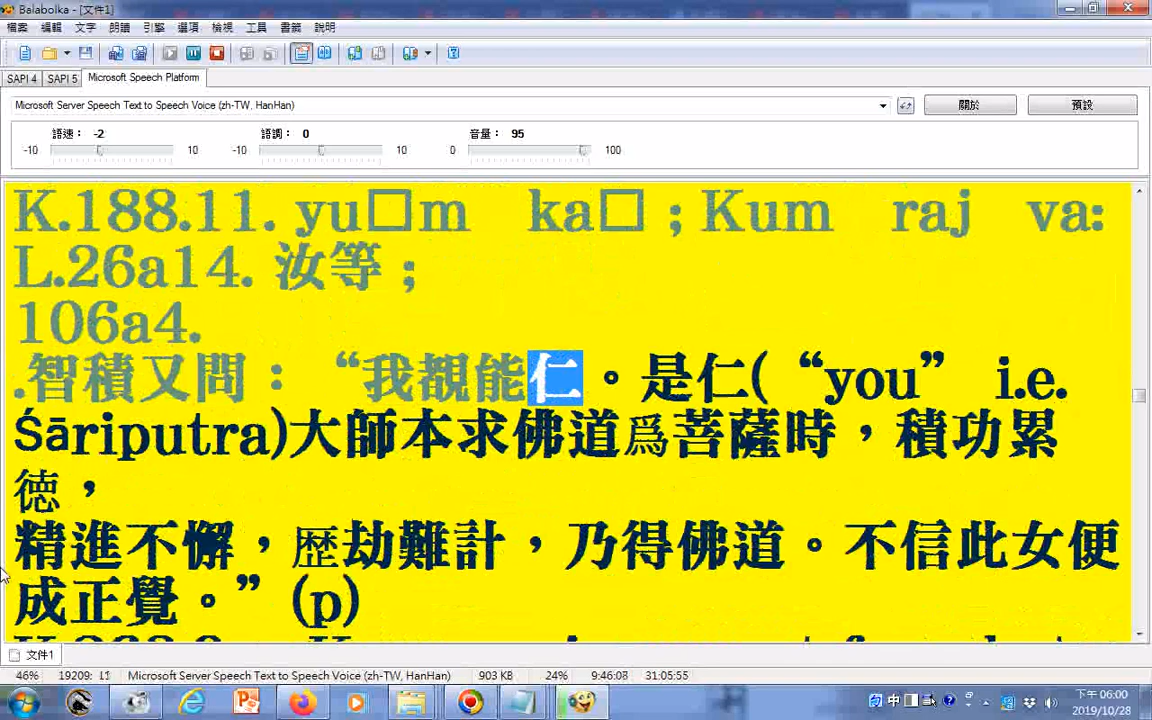 Balabolka - [文件1]
檔案 編輯 文字 朗讀 引擎 選項 檢視 工具 書籤 說明
SAPI 4 SAPI 5 Microsoft Speech Platform
Microsoft Server Speech Text to Speech Voice (zh-TW, HanHan) 關於 預設
語速： -2 語調： 0 音量： 95
-10 10 -10 10 0 100
K.188.11. yu□m ka□ ; Kum raj va:
L.26a14. 汝等；
106a4.
.智積又問：“我覩能仁。是仁(“you” i.e.
Śāriputra)大師本求佛道爲菩薩時，積功累
徳，
精進不懈，歷劫難計，乃得佛道。不信此女便
成正覺。”(p)
文件1
46% 19209: 11 Microsoft Server Speech Text to Speech Voice (zh-TW, HanHan) 903 KB 24% 9:46:08 31:05:55
中
下午 06:00
2019/10/28